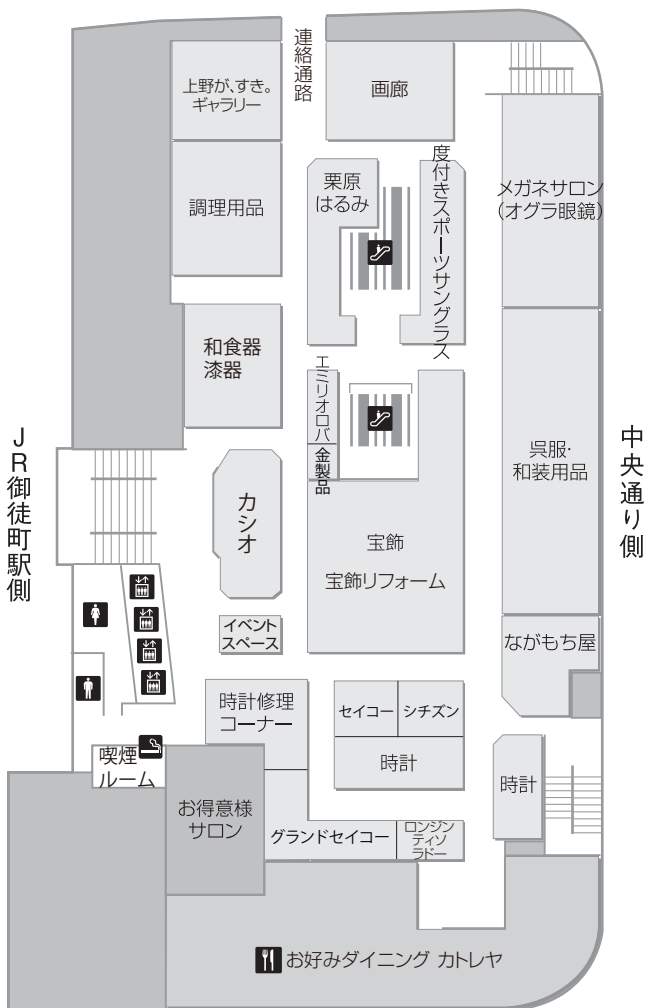 連絡通路
上野が、すき。
ギャラリー
画廊
調理用品
栗原
はるみ
度付きスポーツサングラス
メガネサロン
（オグラ眼鏡）
和食器
漆器
エミリオロバ
金製品
呉服・
和装用品
JR御徒町駅側
中央通り側
カシオ
宝飾
宝飾リフォーム
イベント
スペース
ながもち屋
時計修理
コーナー
セイコー
シチズン
時計
喫煙
ルーム
時計
お得意様
サロン
グランドセイコー
ロンジン
ティソ
ラドー
お好みダイニング カトレヤ